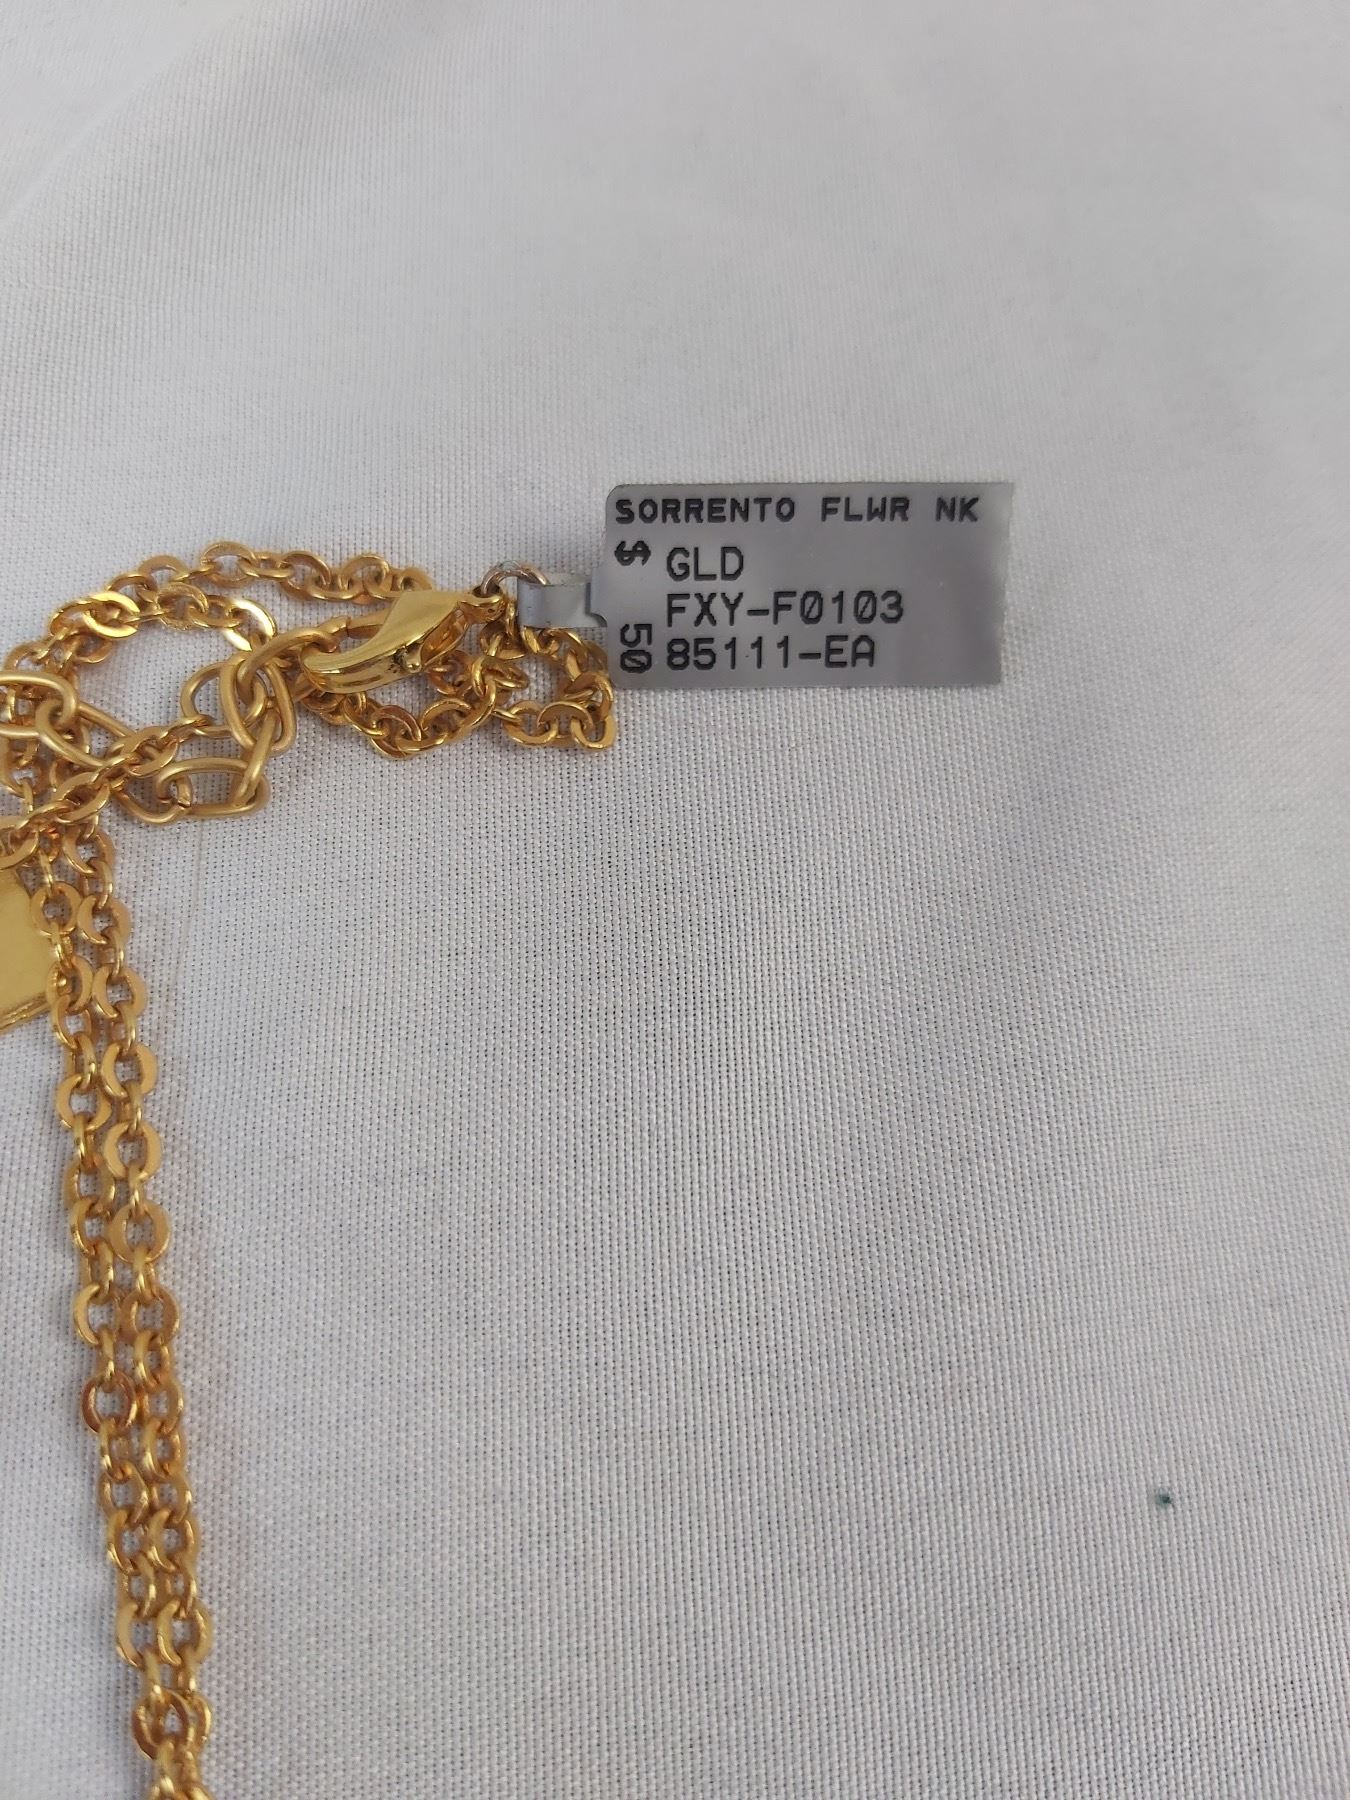 SORRENTO FLWR NK
GLD
FXY-F0103
85111-EA
$ 50